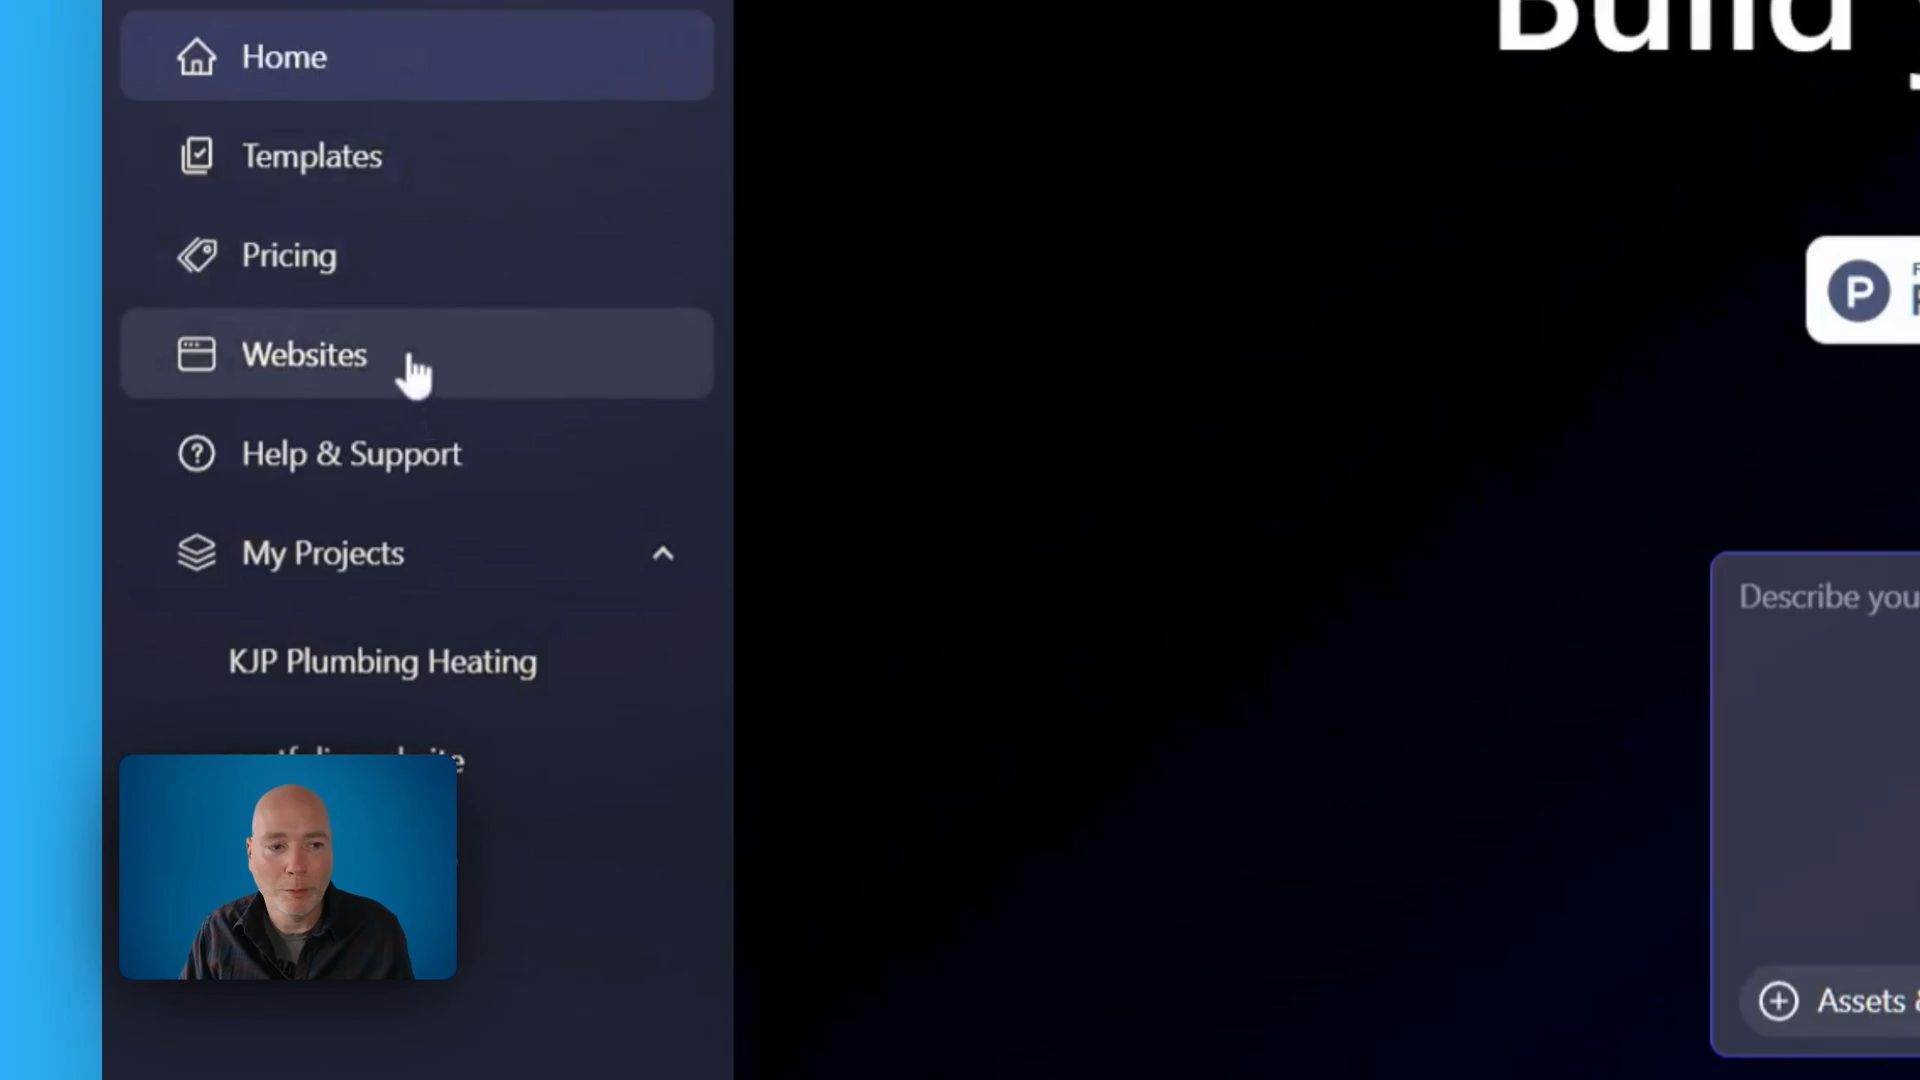 Home
Build
Templates
Pricing
P
Websites
Help & Support
My Projects
Describe you
KJP Plumbing Heating
Assets